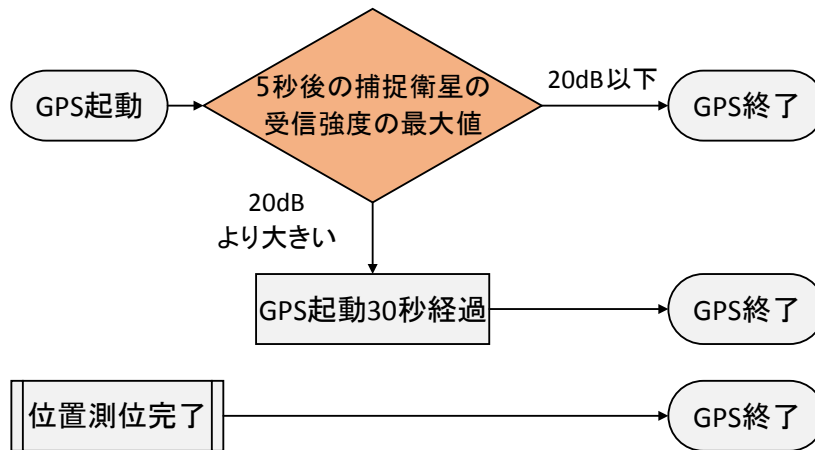 GPS起動
5秒後の捕捉衛星の
受信強度の最大値
20dB以下
GPS終了
20dB
より大きい
GPS起動30秒経過
GPS終了
位置測位完了
GPS終了